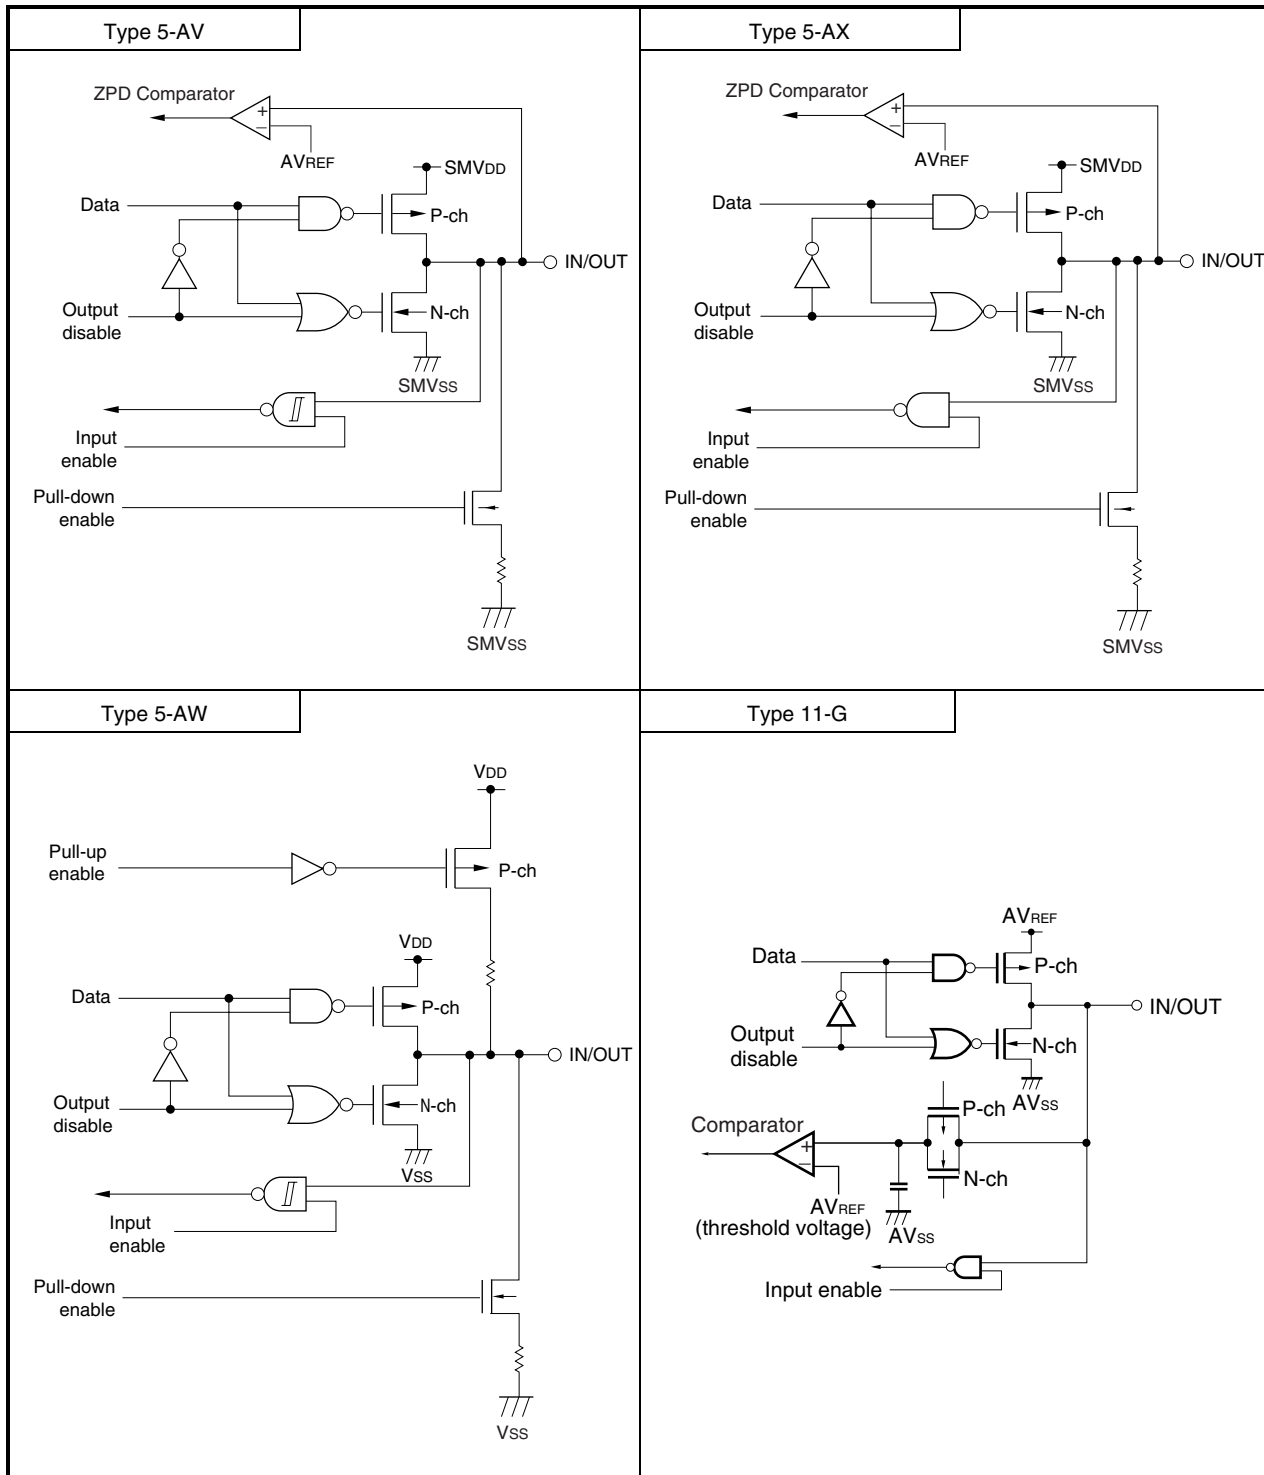 Type 5-AV
ZPD Comparator
+
−
AVREF
SMVDD
Data
P-ch
IN/OUT
Output
disable
N-ch
SMVSS
Input
enable
Pull-down
enable
SMVSS
Type 5-AX
ZPD Comparator
+
−
AVREF
SMVDD
Data
P-ch
IN/OUT
Output
disable
N-ch
SMVSS
Input
enable
Pull-down
enable
SMVSS
Type 5-AW
VDD
Pull-up
enable
P-ch
VDD
Data
P-ch
IN/OUT
Output
disable
N-ch
VSS
Input
enable
Pull-down
enable
VSS
Type 11-G
AVREF
Data
P-ch
IN/OUT
Output
disable
N-ch
AVSS
P-ch
Comparator
+
−
N-ch
AVREF
(threshold voltage)
AVSS
Input enable